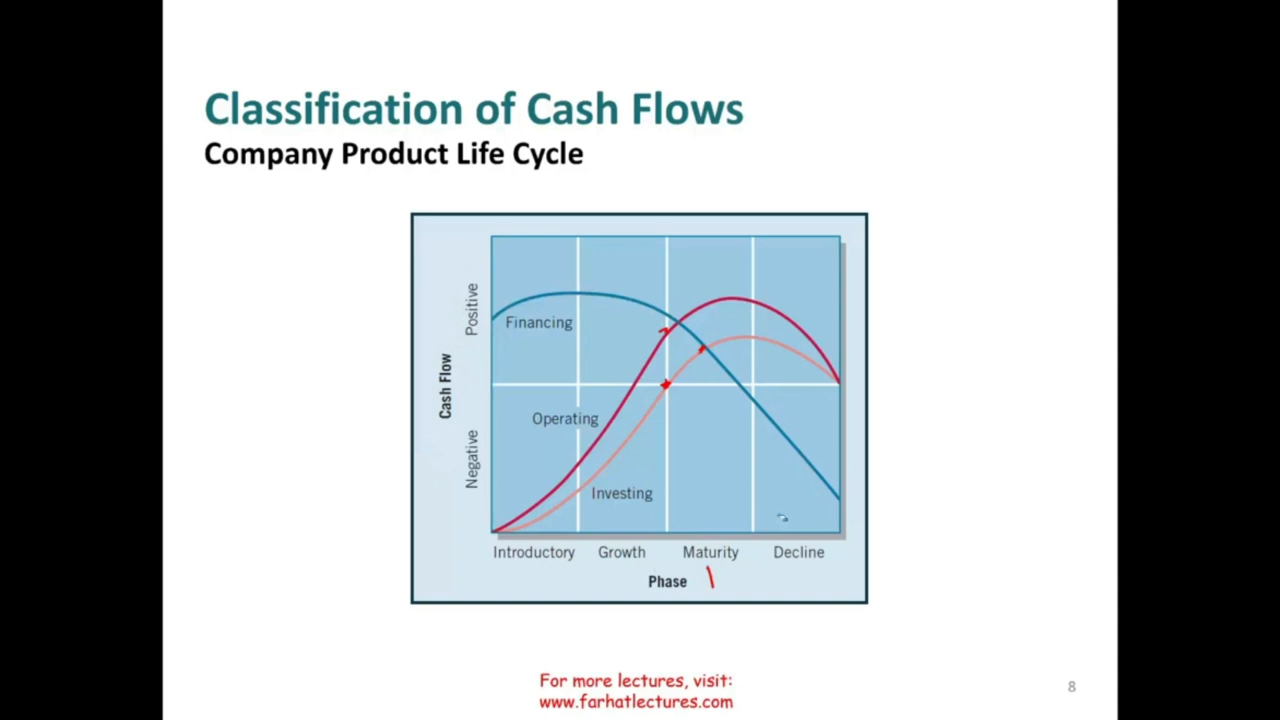 Classification of Cash Flows
Company Product Life Cycle
Positive
Financing
Cash Flow
Operating
Negative
Investing
Introductory Growth Maturity Decline
Phase
For more lectures, visit:
www.farhatlectures.com
8